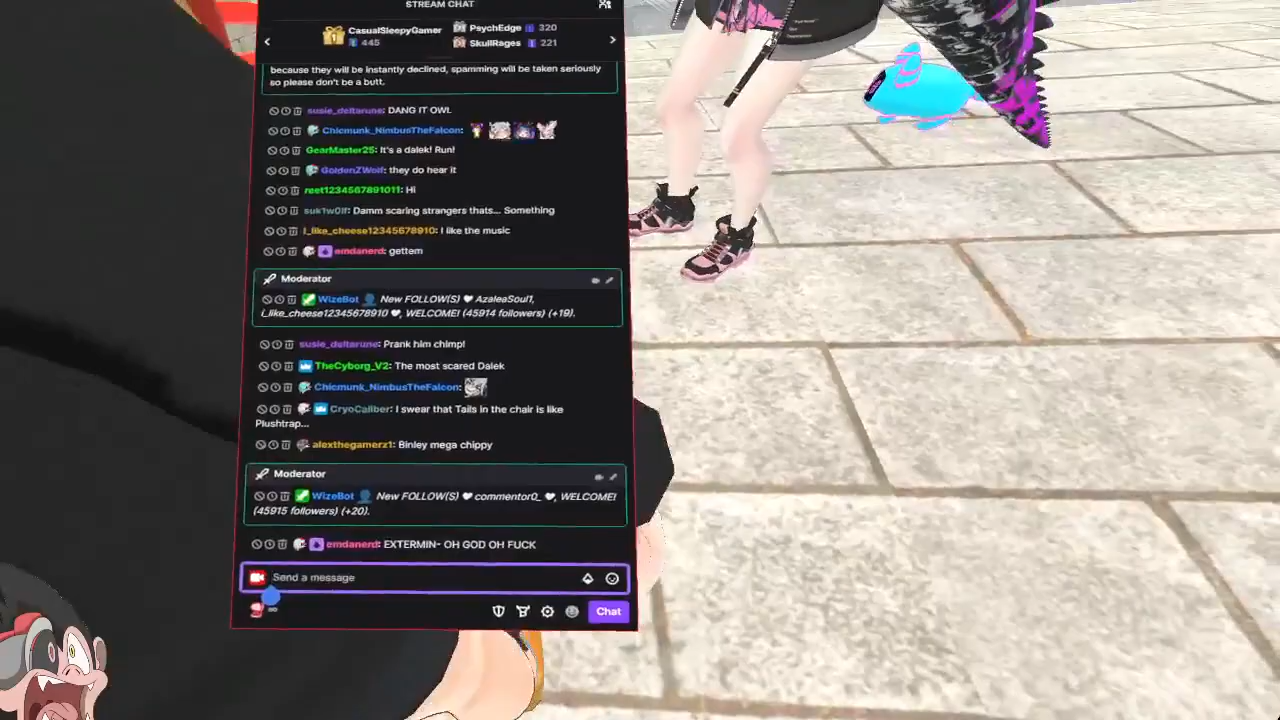 STREAM CHAT
CasualSleepyGamer
445
PsychEdge 320
SkullRages 221
because they will be instantly declined, spamming will be taken seriously
so please don't be a butt.
susie_deltarune: DANG IT OWL
Chicmunk_NimbusTheFalcon:
GearMaster25: It's a dalek! Run!
GoldenZWolf: they do hear it
reet1234567891011: Hi
suk1w0lf: Damm scaring strangers thats... Something
i_like_cheese12345678910: I like the music
emdanerd: gettem
Moderator
WizeBot New FOLLOW(S) ❤ AzaleaSoul1,
i_like_cheese12345678910 ❤, WELCOME! (45914 followers) (+19).
susie_deltarune: Prank him chimp!
TheCyborg_V2: The most scared Dalek
Chicmunk_NimbusTheFalcon:
CryoCaliber: I swear that Tails in the chair is like
Plushtrap...
alexthegamerz1: Binley mega chippy
Moderator
WizeBot New FOLLOW(S) ❤ commentor0_ ❤, WELCOME!
(45915 followers) (+20).
emdanerd: EXTERMIN- OH GOD OH FUCK
Send a message
Chat